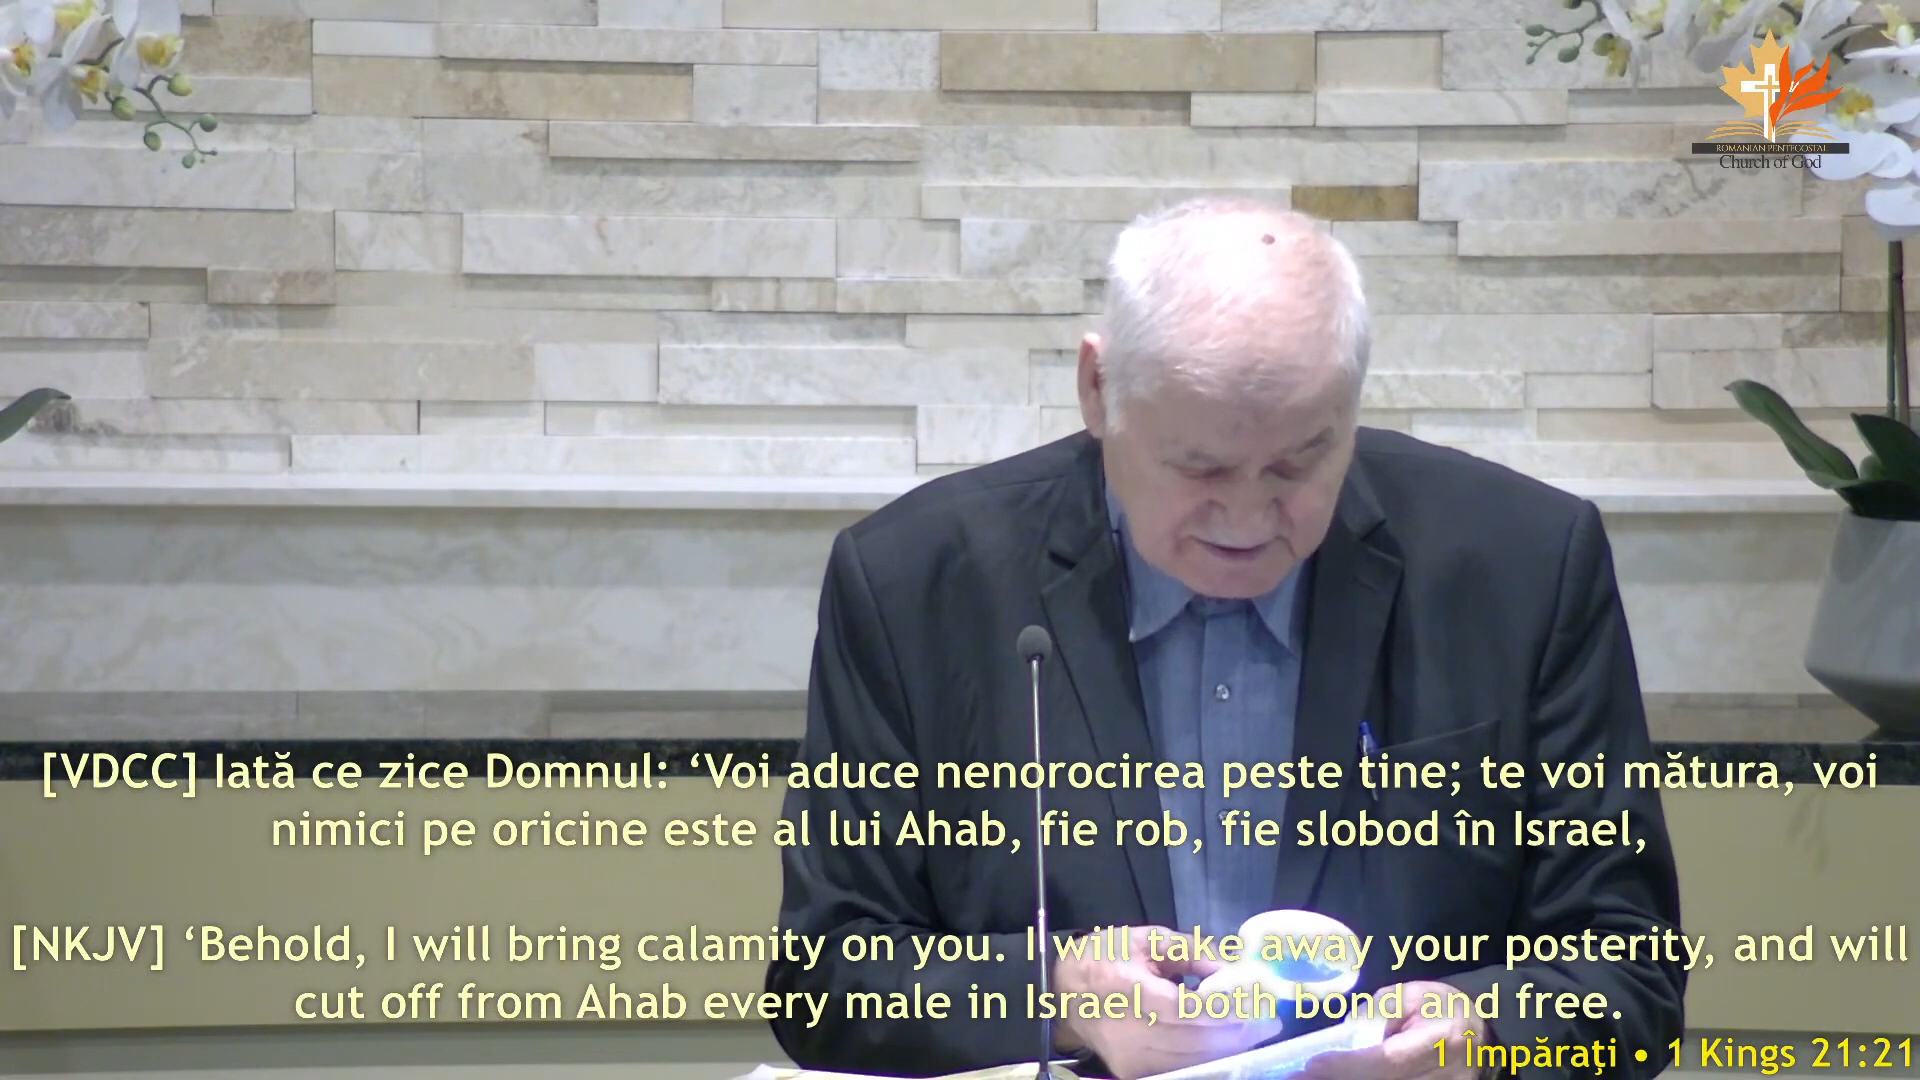 ROMANIAN PENTECOSTAL
Church of God
[VDCC] Iată ce zice Domnul: ‘Voi aduce nenorocirea peste tine; te voi mătura, voi
nimici pe oricine este al lui Ahab, fie rob, fie slobod în Israel,
[NKJV] ‘Behold, I will bring calamity on you. I will take away your posterity, and will
cut off from Ahab every male in Israel, both bond and free.
1 Împăraţi • 1 Kings 21:21